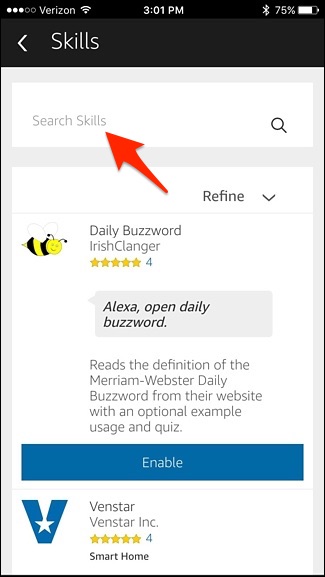 Verizon 3:01 PM 75%
Skills
Search Skills
Refine
Daily Buzzword
IrishClanger
4
Alexa, open daily
buzzword.
Reads the definition of the
Merriam-Webster Daily
Buzzword from their website
with an optional example
usage and quiz.
Enable
Venstar
Venstar Inc.
4
Smart Home